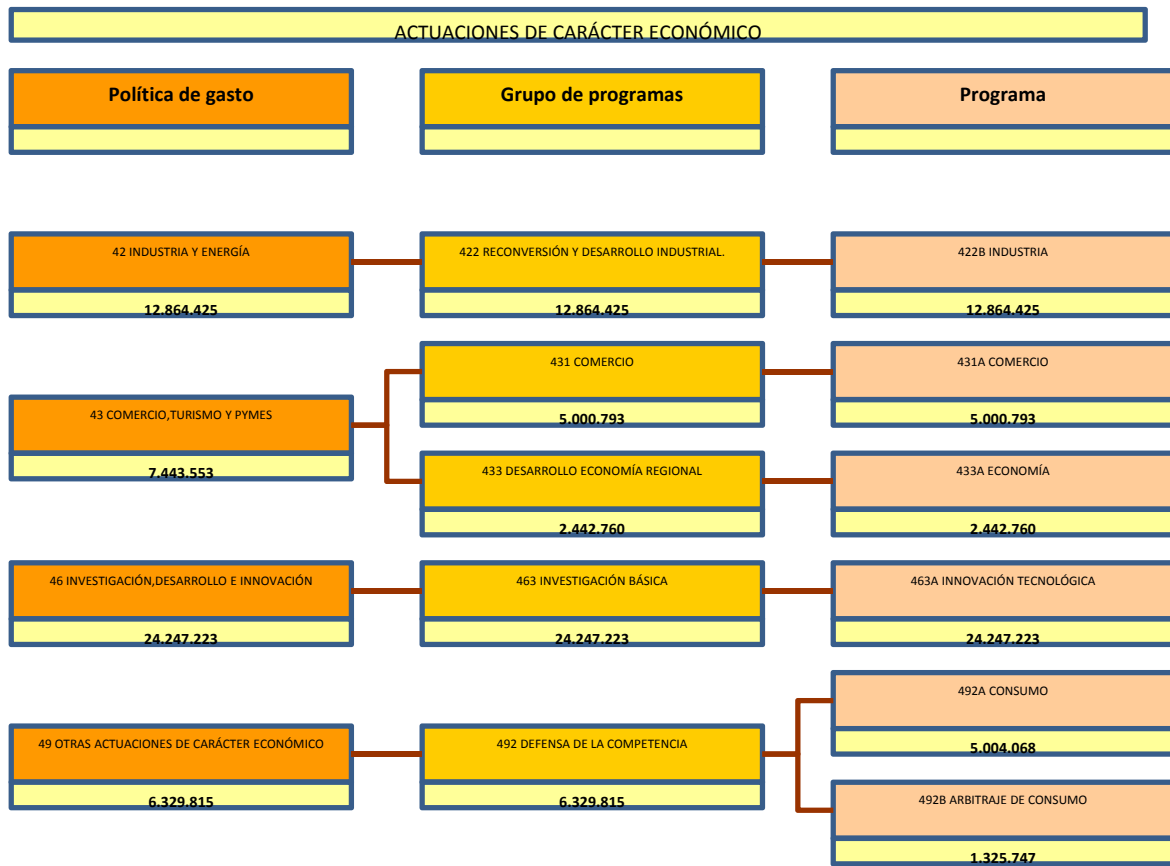 ACTUACIONES DE CARÁCTER ECONÓMICO
Política de gasto
Grupo de programas
Programa
42 INDUSTRIA Y ENERGÍA
12.864.425
422 RECONVERSIÓN Y DESARROLLO INDUSTRIAL.
12.864.425
422B INDUSTRIA
12.864.425
43 COMERCIO,TURISMO Y PYMES
7.443.553
431 COMERCIO
5.000.793
431A COMERCIO
5.000.793
433 DESARROLLO ECONOMÍA REGIONAL
2.442.760
433A ECONOMÍA
2.442.760
46 INVESTIGACIÓN,DESARROLLO E INNOVACIÓN
24.247.223
463 INVESTIGACIÓN BÁSICA
24.247.223
463A INNOVACIÓN TECNOLÓGICA
24.247.223
49 OTRAS ACTUACIONES DE CARÁCTER ECONÓMICO
6.329.815
492 DEFENSA DE LA COMPETENCIA
6.329.815
492A CONSUMO
5.004.068
492B ARBITRAJE DE CONSUMO
1.325.747